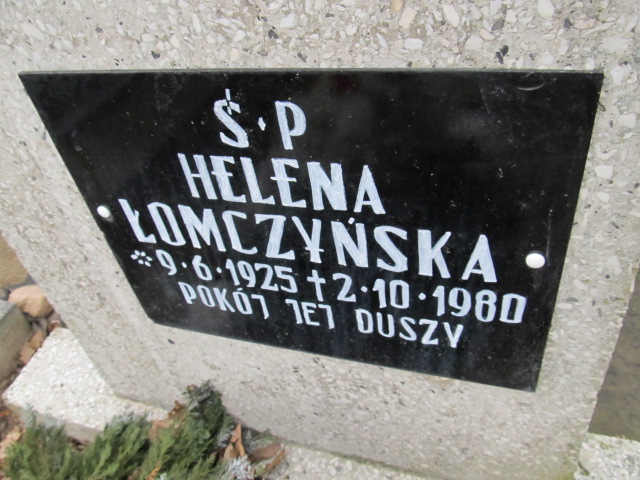 Ś·P
HELENA
ŁOMCZYŃSKA
*9·6·1925 †2·10·1980
POKÓJ JEJ DUSZY